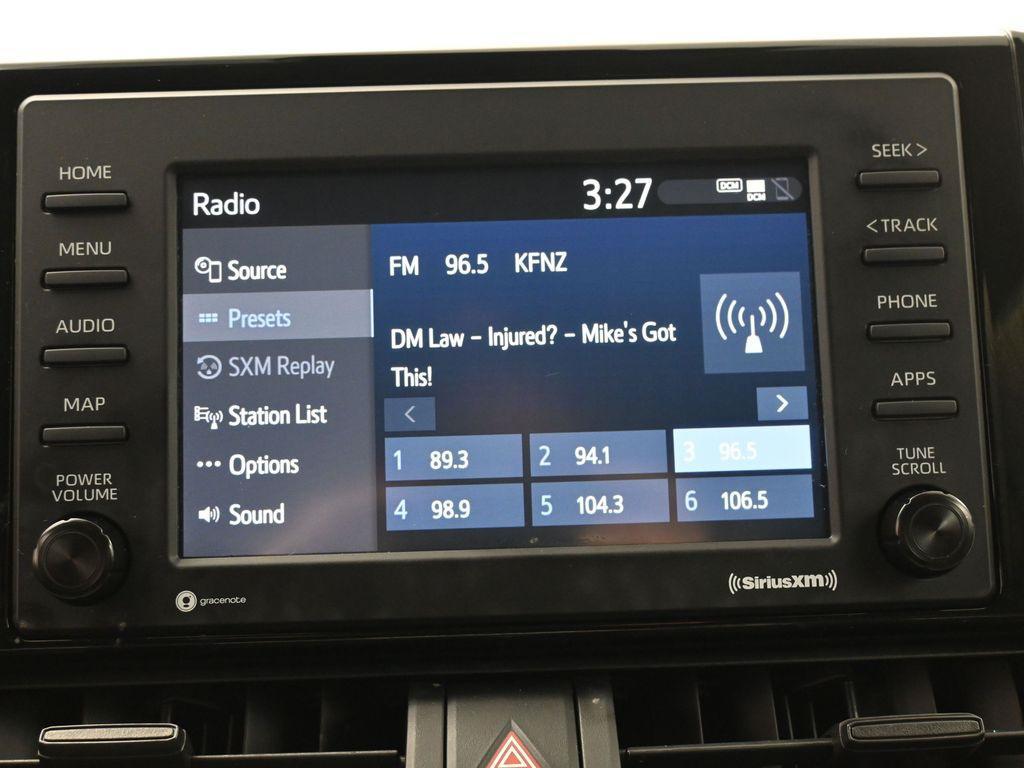 HOME
MENU
AUDIO
MAP
POWER
VOLUME
Radio
3:27
DCM
DCM
Source
Presets
SXM Replay
Station List
Options
Sound
FM 96.5 KFNZ
DM Law - Injured? - Mike's Got
This!
<
>
1 89.3
2 94.1
3 96.5
4 98.9
5 104.3
6 106.5
SEEK >
< TRACK
PHONE
APPS
TUNE
SCROLL
gracenote
((SiriusXM))